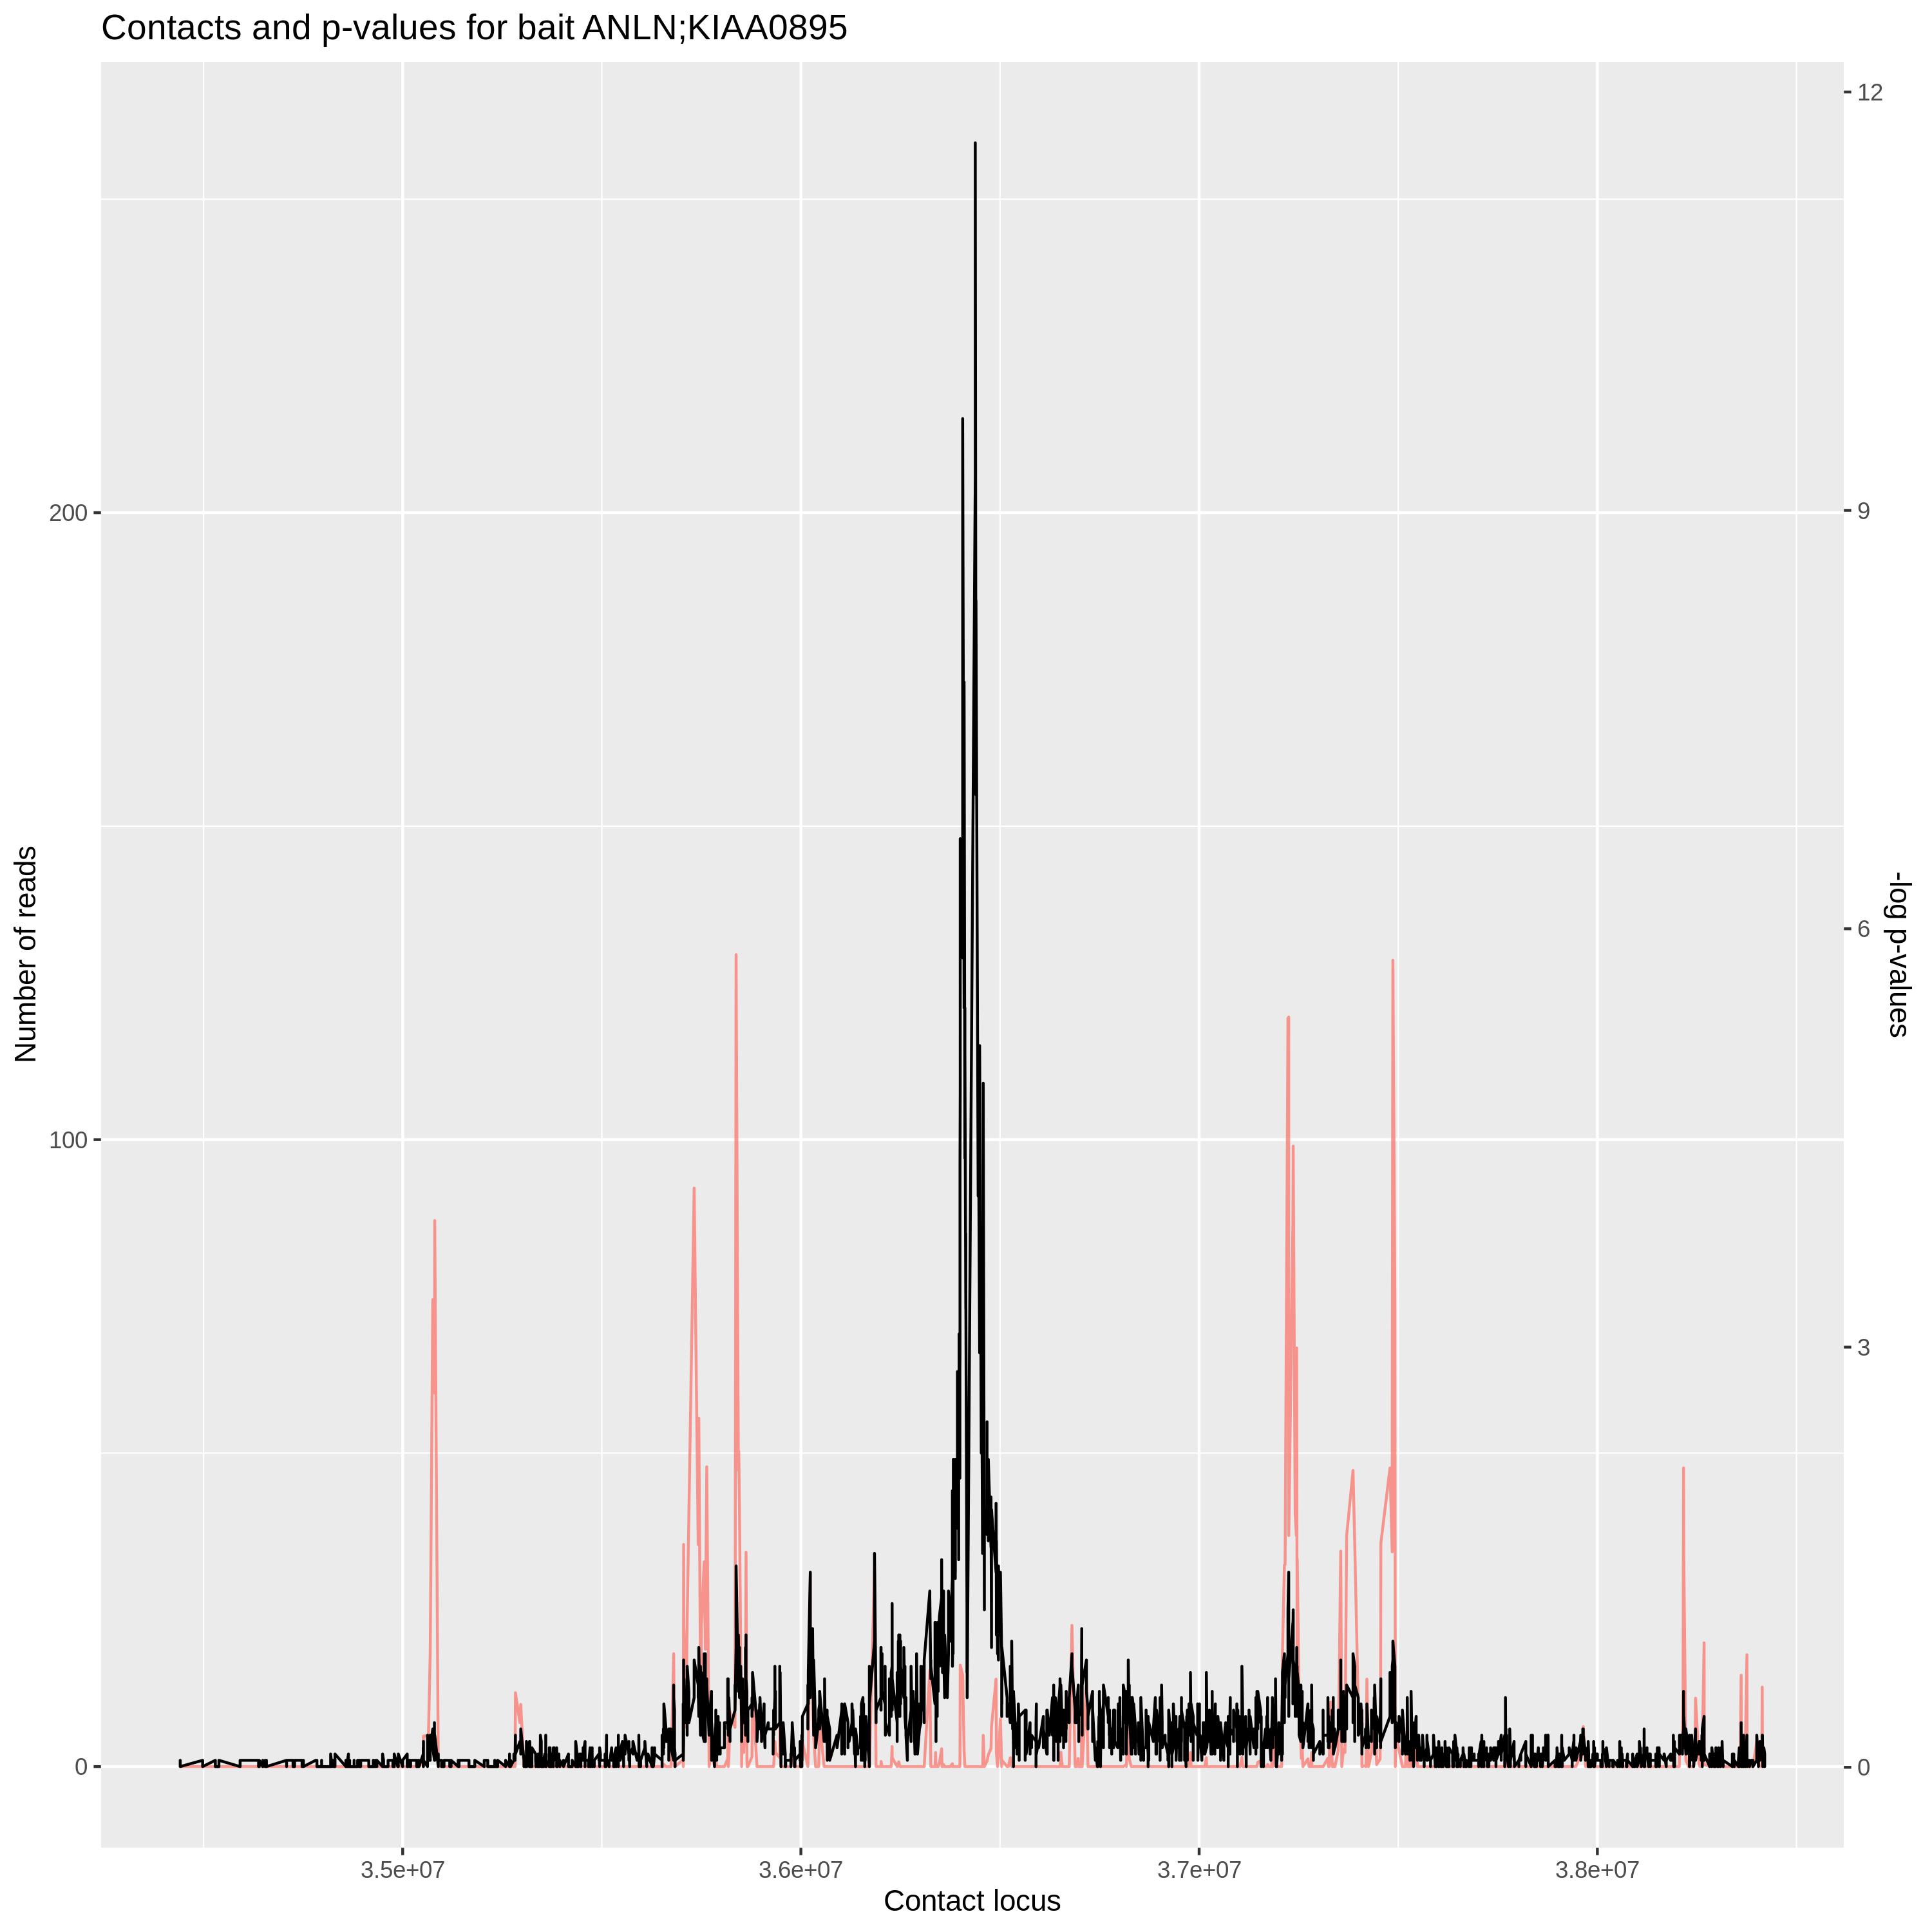 Contacts and p-values for bait ANLN;KIAA0895
12
200
9
6
Number of reads
-log p-values
100
3
0
0
3.5e+07
3.6e+07
3.7e+07
3.8e+07
Contact locus